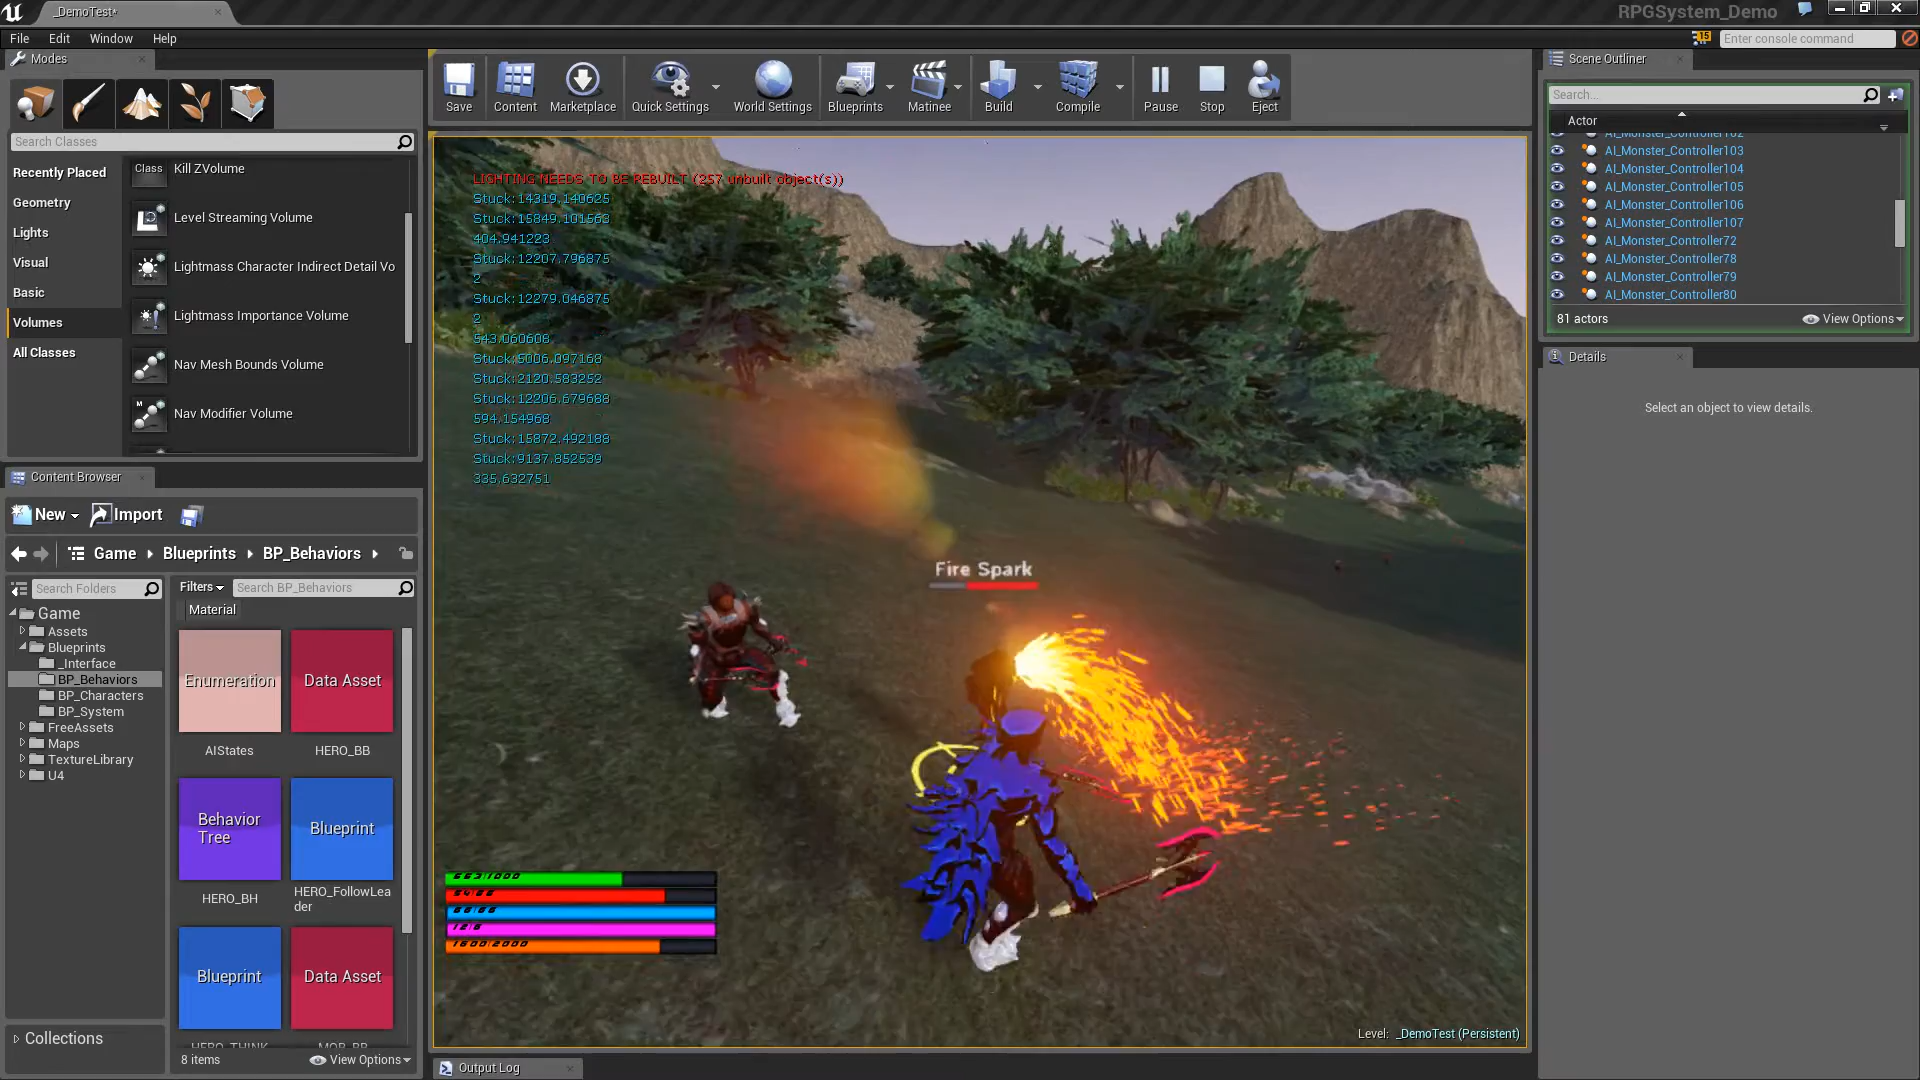 _DemoTest*
RPGSystem_Demo
File
Edit
Window
Help
15
Enter console command
Modes
Save
Content
Marketplace
Quick Settings
World Settings
Blueprints
Matinee
Build
Compile
Pause
Stop
Eject
Scene Outliner
Search...
Actor
AI_Monster_Controller102
AI_Monster_Controller103
AI_Monster_Controller104
AI_Monster_Controller105
AI_Monster_Controller106
AI_Monster_Controller107
AI_Monster_Controller72
AI_Monster_Controller78
AI_Monster_Controller79
AI_Monster_Controller80
81 actors
View Options
Details
Select an object to view details.
Search Classes
Recently Placed
Geometry
Lights
Visual
Basic
Volumes
All Classes
Class
Kill ZVolume
Level Streaming Volume
Lightmass Character Indirect Detail Vo
Lightmass Importance Volume
Nav Mesh Bounds Volume
M
Nav Modifier Volume
LIGHTING NEEDS TO BE REBUILT (257 unbuilt object(s))
Stuck:14319.140625
Stuck:15849.101563
404.941223
Stuck:12207.796875
2
Stuck:12279.046875
2
543.060608
Stuck:5006.097168
Stuck:2120.583252
Stuck:12206.679688
594.154968
Stuck:15872.492188
Stuck:9137.852539
335.632751
Fire Spark
1600/2000
Level: _DemoTest (Persistent)
Content Browser
New
Import
Game
Blueprints
BP_Behaviors
Search Folders
Filters
Search BP_Behaviors
Material
Game
Assets
Blueprints
_Interface
BP_Behaviors
BP_Characters
BP_System
FreeAssets
Maps
TextureLibrary
U4
Enumeration
AIStates
Data Asset
HERO_BB
Behavior
Tree
HERO_BH
Blueprint
HERO_FollowLea
der
Blueprint
HERO_THINK
Data Asset
MOB_BB
Collections
8 items
View Options
Output Log